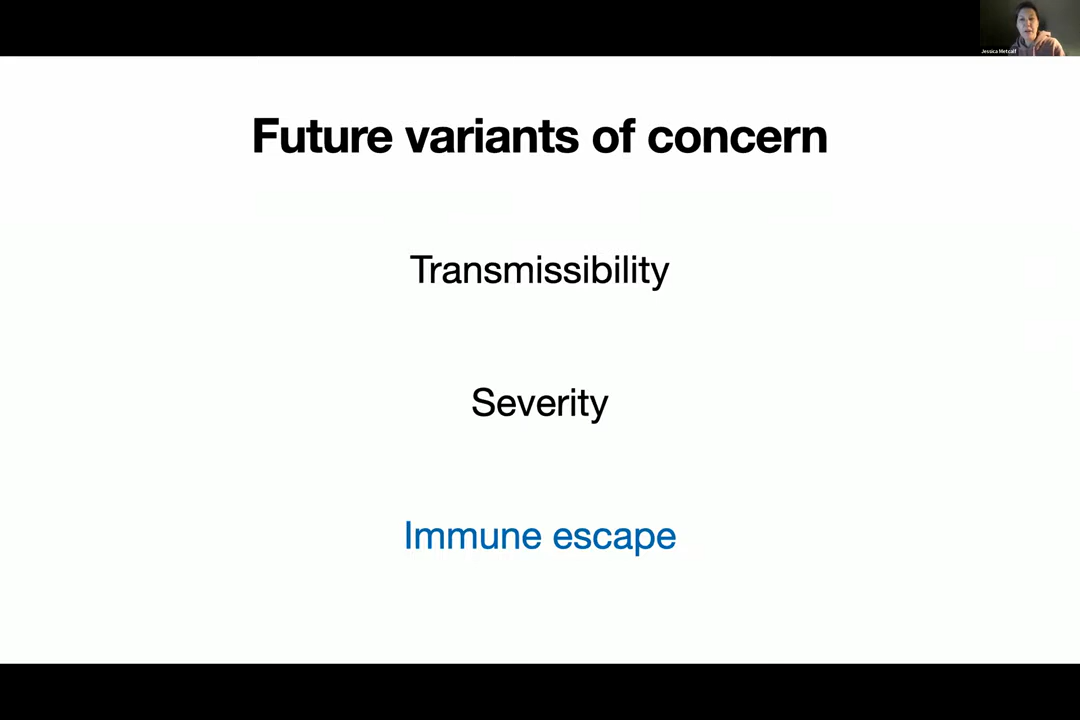 Jessica Metcalf
Future variants of concern
Transmissibility
Severity
Immune escape